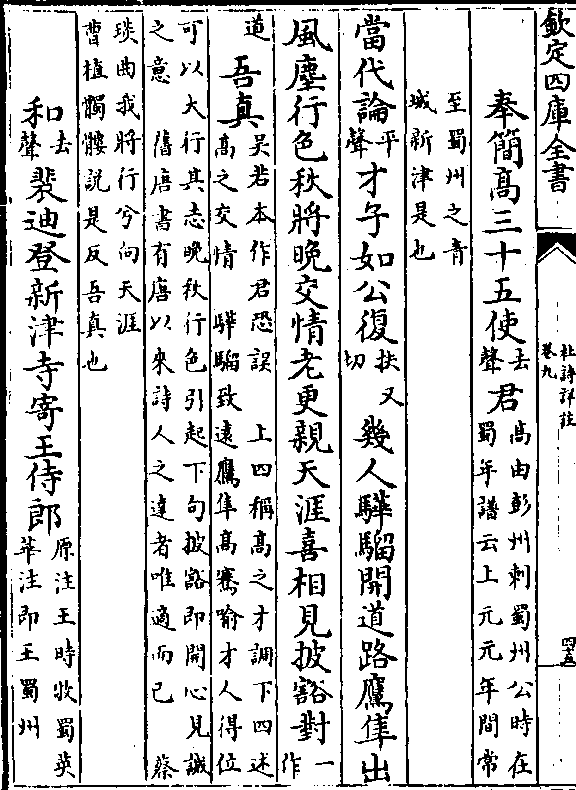 欽定四庫全書
杜詩詳註
卷九
四五
奉簡高三十五使去聲君高由彭州刺蜀州公時在
蜀年譜云上元元年間常
至蜀州之青
城新津是也
當代論平聲才子如公復扶又切幾人驊騮開道路鷹隼出
風塵行色秋將晚交情老更親天涯喜相見披豁對一作
道吾真吳若本作君恐誤 上四稱高之才調下四述
高之交情 驊騮致遠鷹隼高騫喻才人得位
可以大行其志晚秋行色引起下句披豁即開心見誠
之意 舊唐書有唐以來詩人之達者唯適而已 蔡
琰曲我將行兮向天涯
曹植髑髏說是反吾真也
和去聲裴迪登新津寺寄王侍郎原注王時牧蜀英
華注即王蜀州